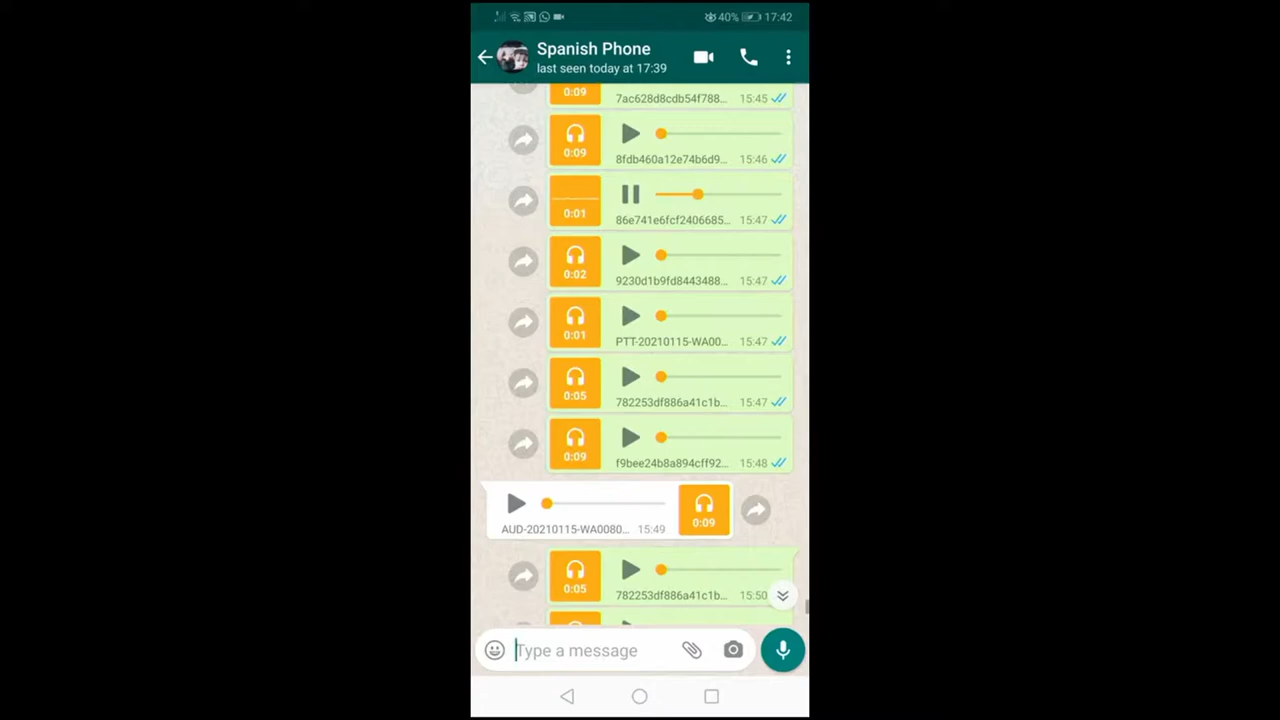 40% 17:42
Spanish Phone
last seen today at 17:39
0:09
7ac628d8cdb54f788... 15:45
0:09
8fdb460a12e74b6d9... 15:46
0:01
86e741e6fcf2406685... 15:47
0:02
9230d1b9fd8443488... 15:47
0:01
PTT-20210115-WA00... 15:47
0:05
782253df886a41c1b... 15:47
0:09
f9bee24b8a894cff92... 15:48
0:09
AUD-20210115-WA0080... 15:49
0:05
782253df886a41c1b... 15:50
Type a message